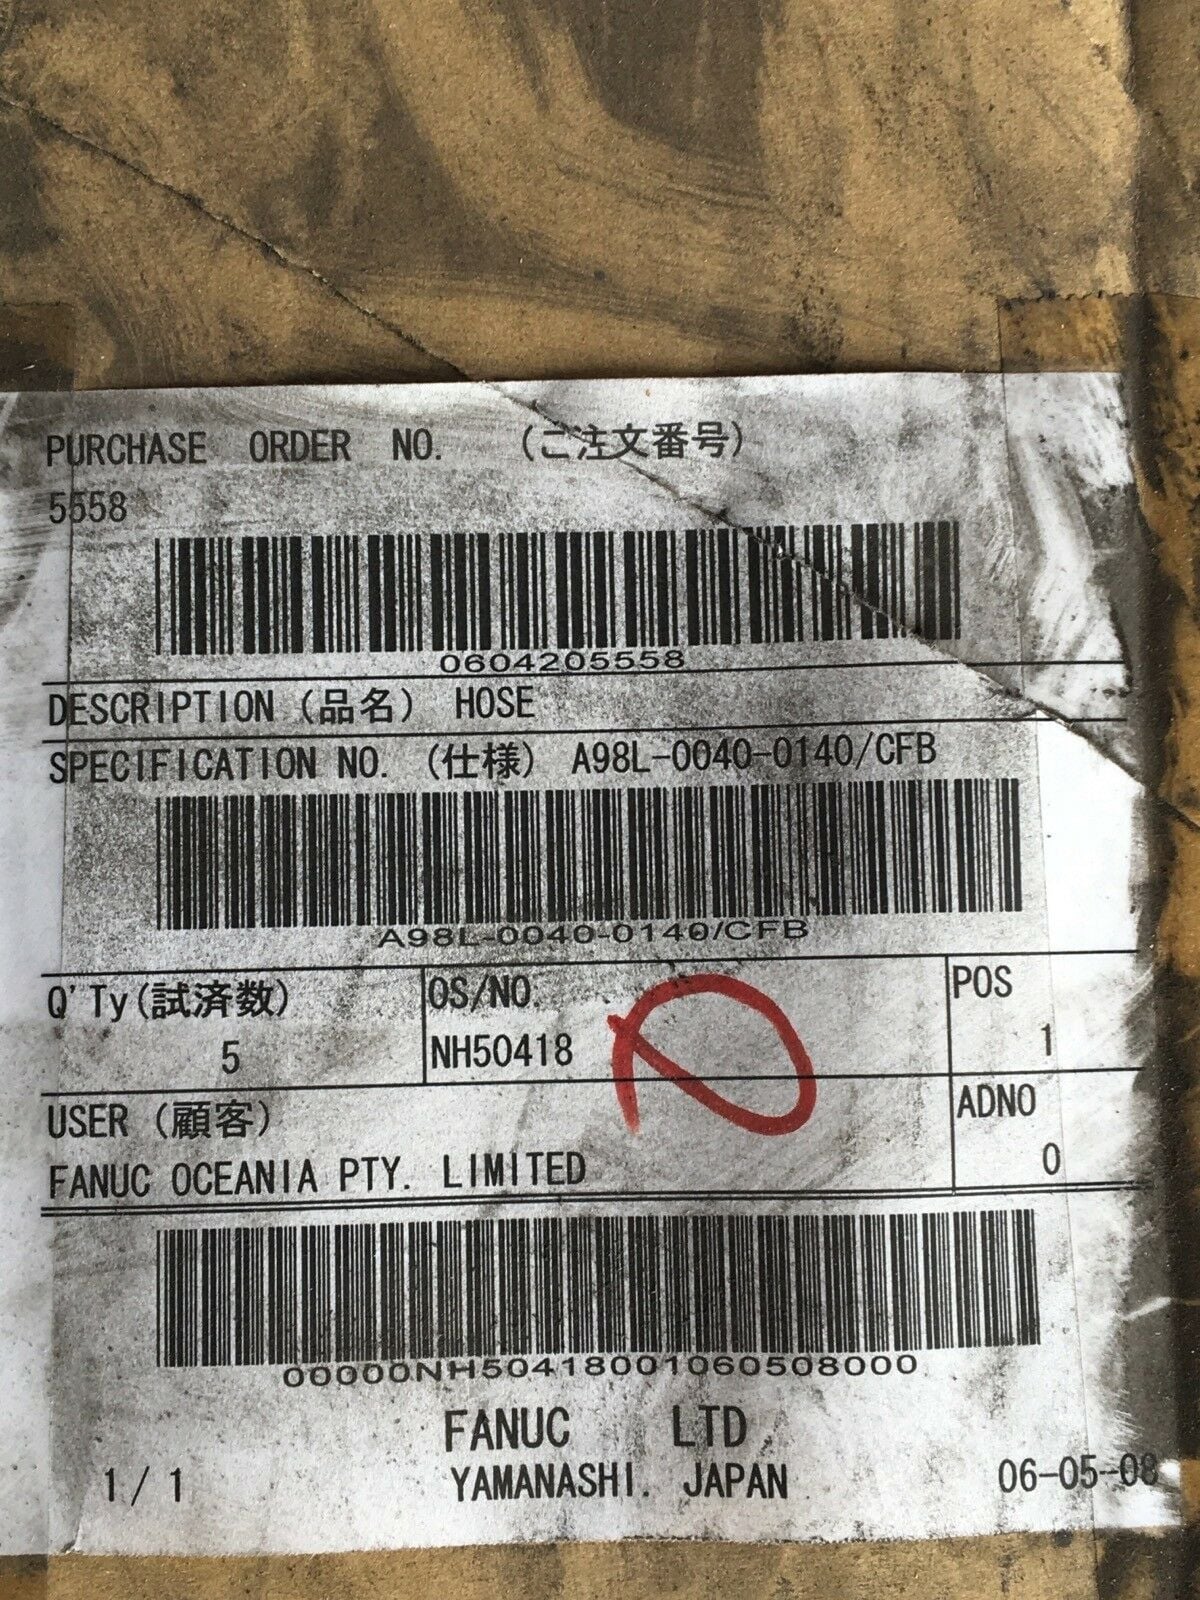 PURCHASE ORDER NO. (ご注文番号)
5558
0604205558
DESCRIPTION (品名) HOSE
SPECIFICATION NO. (仕様) A98L-0040-0140/CFB
A98L-0040-0140/CFB
Q'Ty(試済数)
5
OS/NO.
NH50418
POS
1
USER (顧客)
FANUC OCEANIA PTY. LIMITED
ADNO
0
00000NH50418001060508000
FANUC LTD
1/1 YAMANASHI. JAPAN 06-05-08